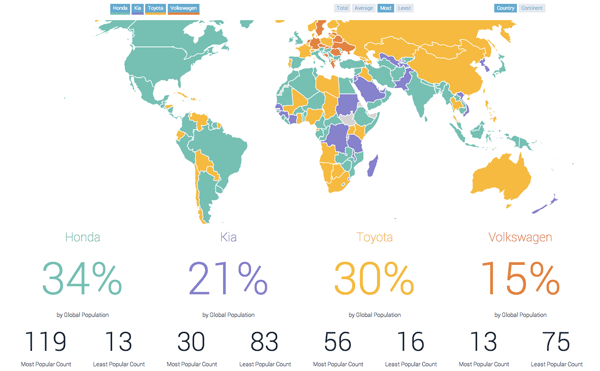 Honda Kia Toyota Volkswagen Total Average Most Least Country Continent
Honda Kia Toyota Volkswagen
34% 21% 30% 15%
by Global Population by Global Population by Global Population by Global Population
119 13 30 83 56 16 13 75
Most Popular Count Least Popular Count Most Popular Count Least Popular Count Most Popular Count Least Popular Count Most Popular Count Least Popular Count